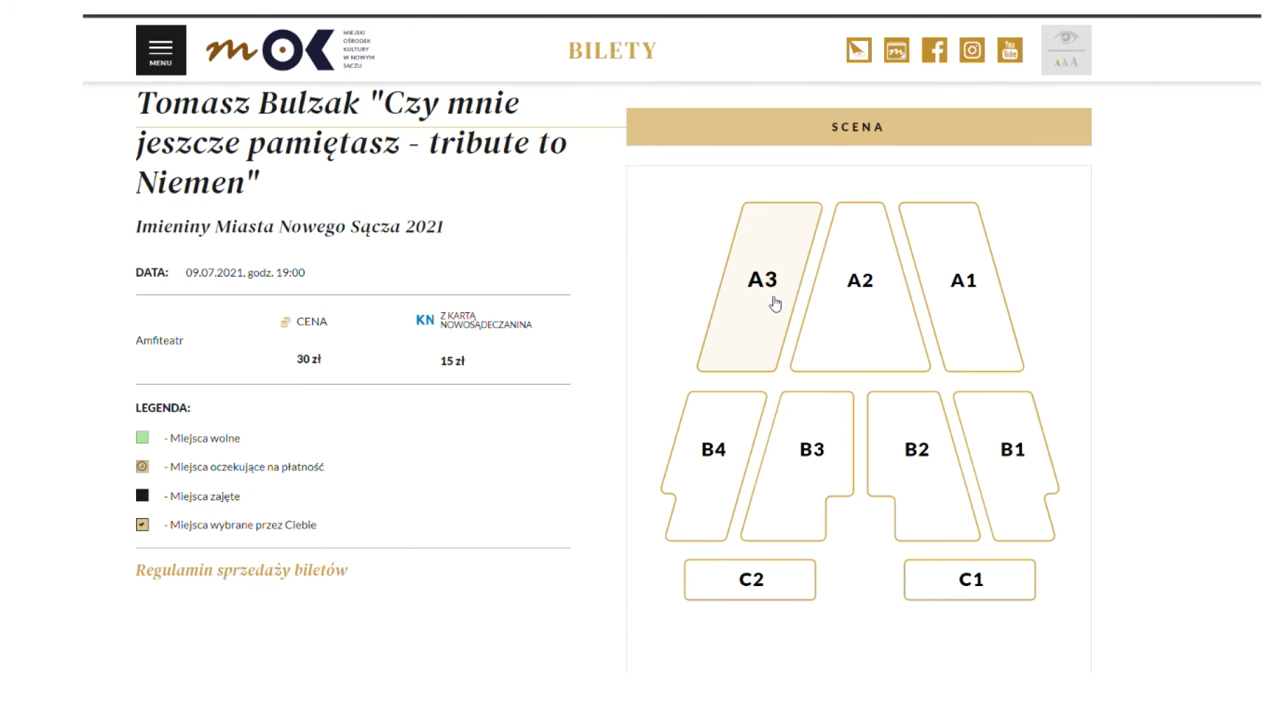 MENU
mOK
MIEJSKI
OŚRODEK
KULTURY
W NOWYM
SĄCZU
BILETY
You
Tube
AAA
Tomasz Bulzak "Czy mnie
jeszcze pamiętasz - tribute to
Niemen"
Imieniny Miasta Nowego Sącza 2021
DATA: 09.07.2021, godz. 19:00
CENA
KN Z KARTĄ
NOWOSĄDECZANINA
Amfiteatr
30 zł 15 zł
LEGENDA:
- Miejsca wolne
- Miejsca oczekujące na płatność
- Miejsca zajęte
- Miejsca wybrane przez Ciebie
Regulamin sprzedaży biletów
SCENA
A3 A2 A1
B4 B3 B2 B1
C2 C1